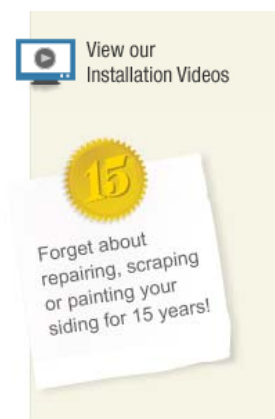 View our
Installation Videos
15
Forget about
repairing, scraping
or painting your
siding for 15 years!